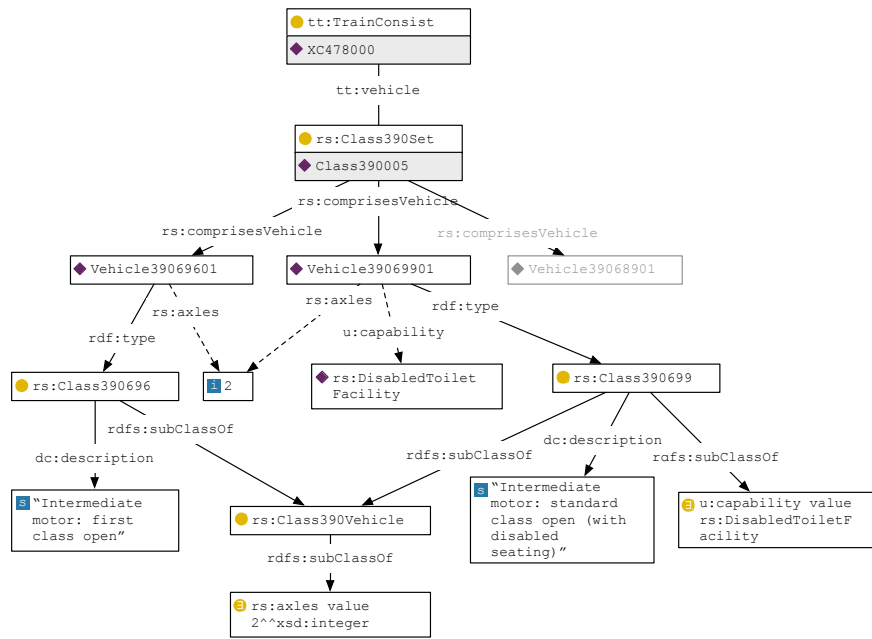 tt:TrainConsist
XC478000
tt:vehicle
rs:Class390Set
Class390005
rs:comprisesVehicle
rs:comprisesVehicle
rs:comprisesVehicle
Vehicle39069601
Vehicle39069901
Vehicle39068901
rs:axles
rs:axles
rdf:type
u:capability
rdf:type
rs:Class390696
i 2
rs:DisabledToilet
Facility
rs:Class390699
rdfs:subClassOf
dc:description
dc:description
rdfs:subClassOf
rdfs:subClassOf
s "Intermediate
motor: first
class open"
rs:Class390Vehicle
s "Intermediate
motor: standard
class open (with
disabled
seating)"
∃ u:capability value
rs:DisabledToiletF
acility
rdfs:subClassOf
∃ rs:axles value
2^^xsd:integer